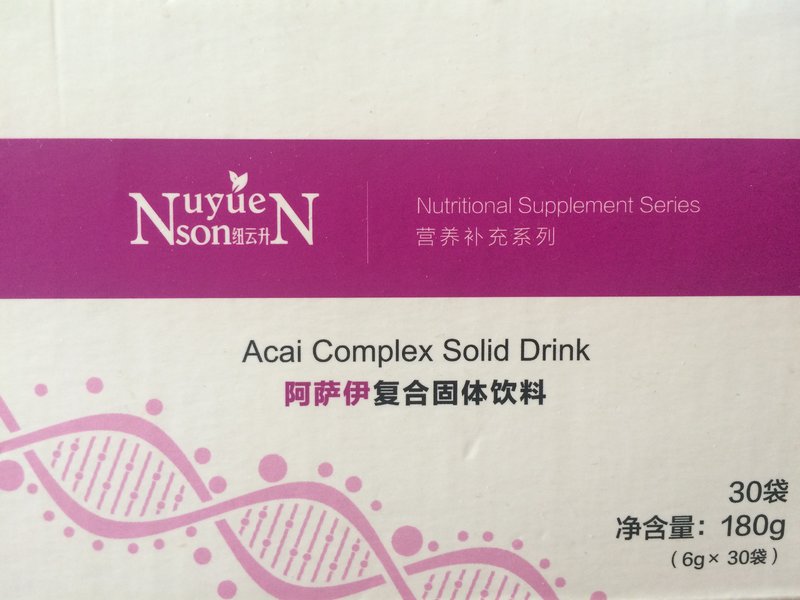 NuyueN
Nson纽云升N
Nutritional Supplement Series
营养补充系列
Acai Complex Solid Drink
阿萨伊复合固体饮料
30袋
净含量：180g
（6g× 30袋）